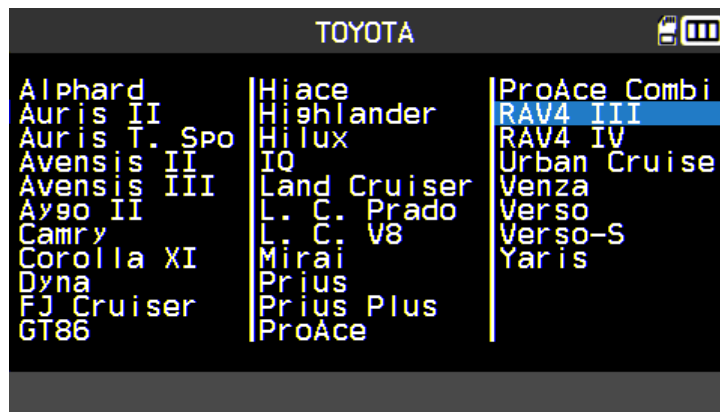 TOYOTA
Alphard
Auris II
Auris T. Spo
Avensis II
Avensis III
Aygo II
Camry
Corolla XI
Dyna
FJ Cruiser
GT86
Hiace
Highlander
Hilux
IQ
Land Cruiser
L. C. Prado
L. C. V8
Mirai
Prius
Prius Plus
ProAce
ProAce Combi
RAV4 III
RAV4 IV
Urban Cruise
Venza
Verso
Verso-S
Yaris